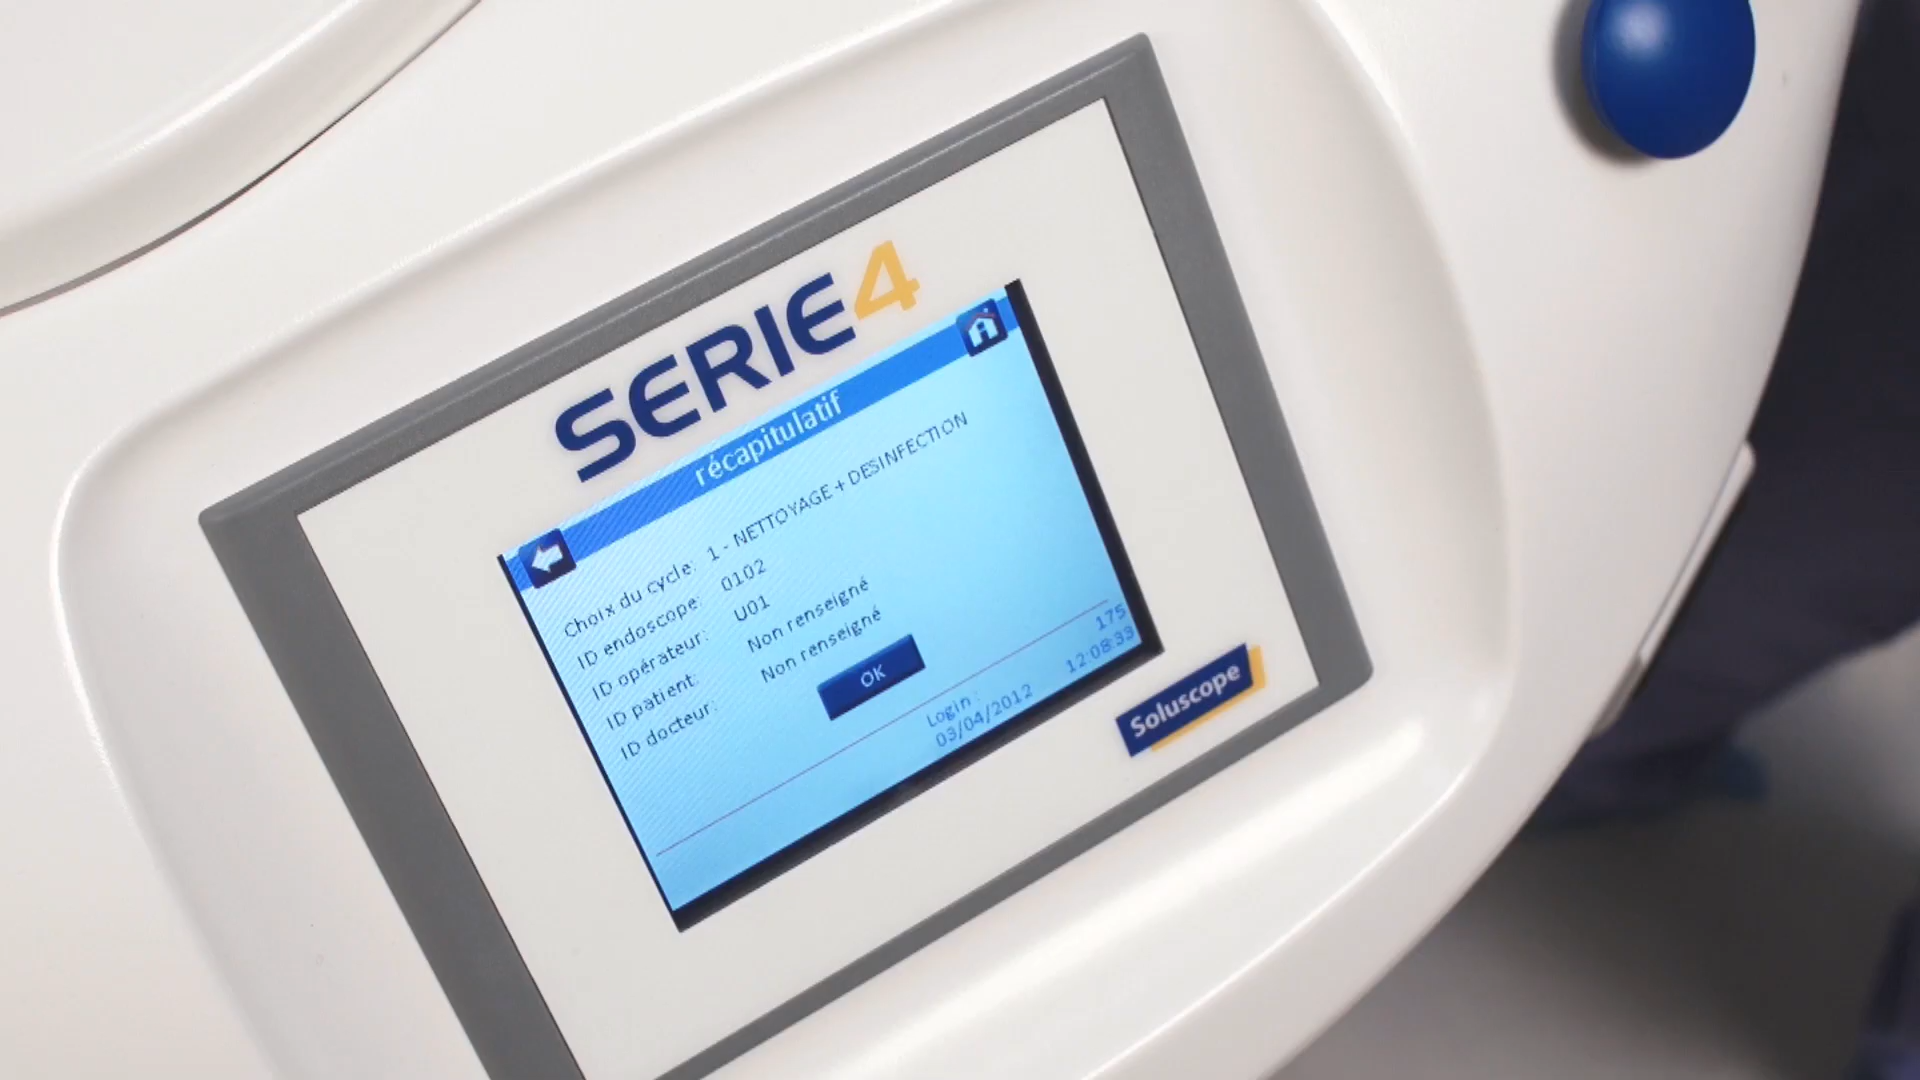 SERIE4
récapitulatif
Choix du cycle: 1 - NETTOYAGE + DESINFECTION
ID endoscope: 0102
ID opérateur: U01
ID patient: Non renseigné
ID docteur: Non renseigné
OK
Login : 175
03/04/2012 12:08:33
Soluscope